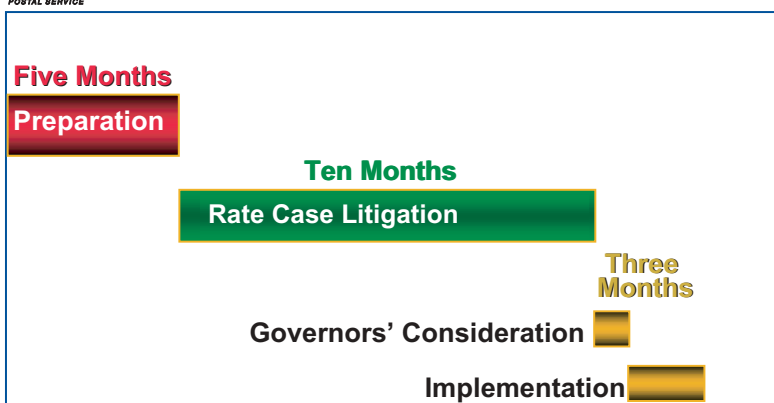 POSTAL SERVICE
Five Months
Preparation
Ten Months
Rate Case Litigation
Three
Months
Governors’ Consideration
Implementation